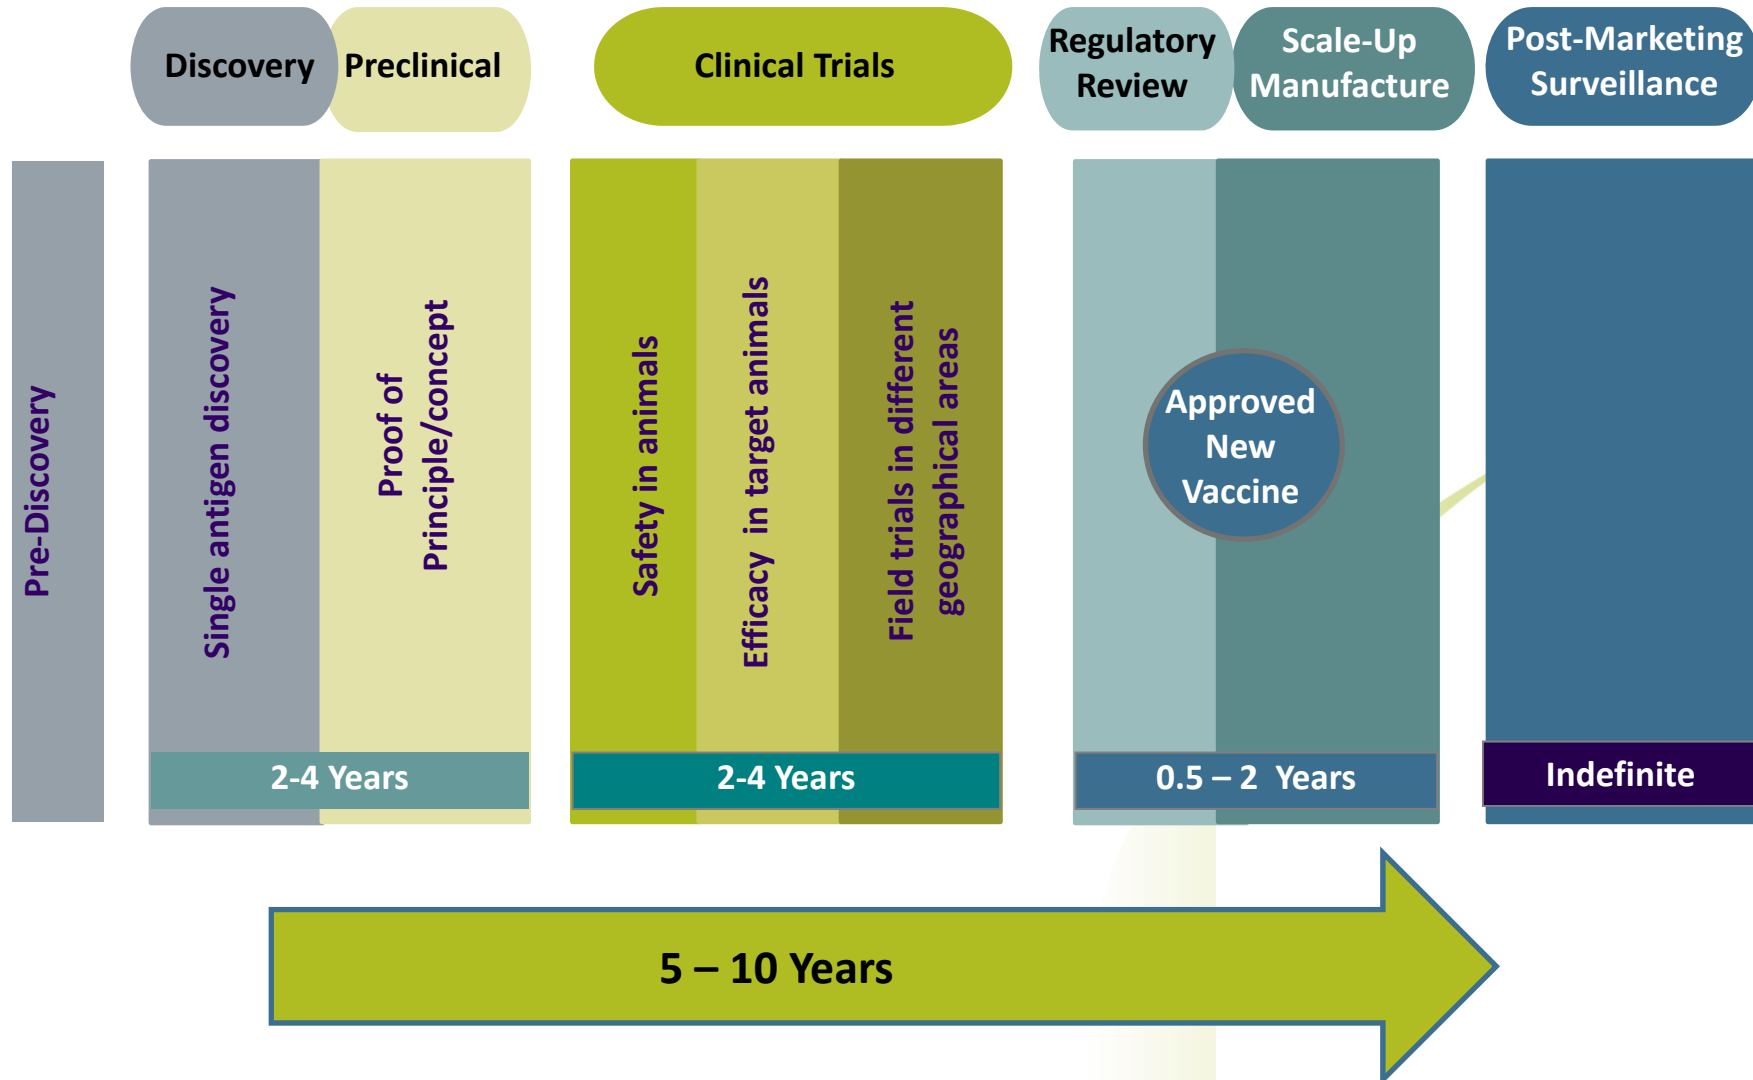 Discovery
Preclinical
Clinical Trials
Regulatory
Review
Scale-Up
Manufacture
Post-Marketing
Surveillance
Pre-Discovery
Single antigen discovery
Proof of
Principle/concept
Safety in animals
Efficacy in target animals
Field trials in different
geographical areas
Approved
New
Vaccine
2-4 Years
2-4 Years
0.5 – 2 Years
Indefinite
5 – 10 Years